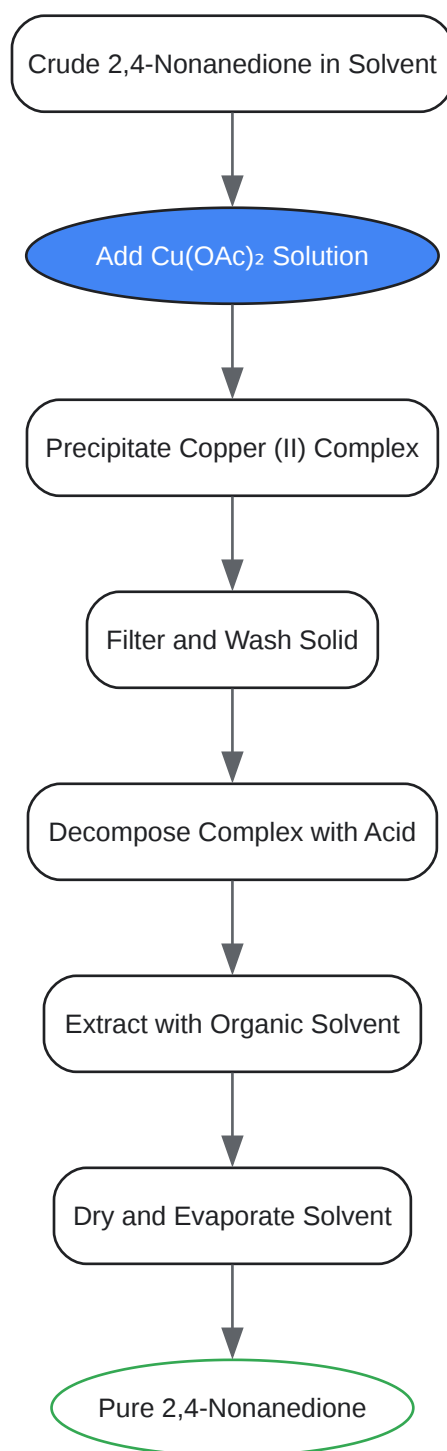 Crude 2,4-Nonanedione in Solvent
Add Cu(OAc)₂ Solution
Precipitate Copper (II) Complex
Filter and Wash Solid
Decompose Complex with Acid
Extract with Organic Solvent
Dry and Evaporate Solvent
Pure 2,4-Nonanedione